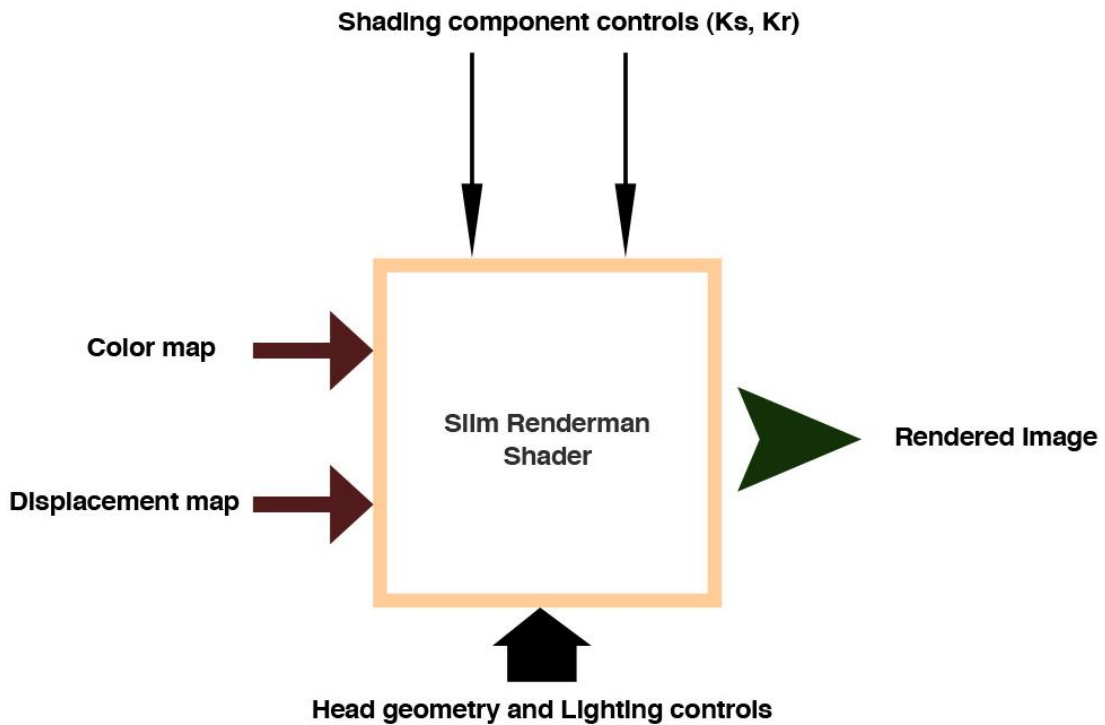 Shading component controls (Ks, Kr)
Color map
Slim Renderman
Shader
Rendered Image
Displacement map
Head geometry and Lighting controls